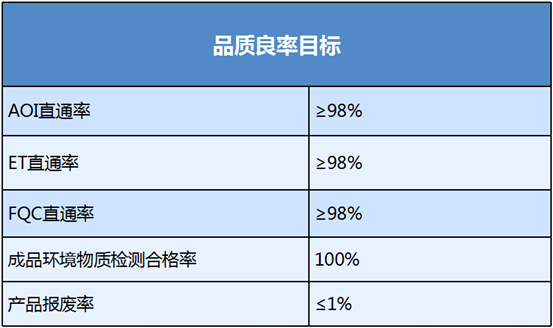 品质良率目标
AOI直通率 ≥98%
ET直通率 ≥98%
FQC直通率 ≥98%
成品环境物质检测合格率 100%
产品报废率 ≤1%